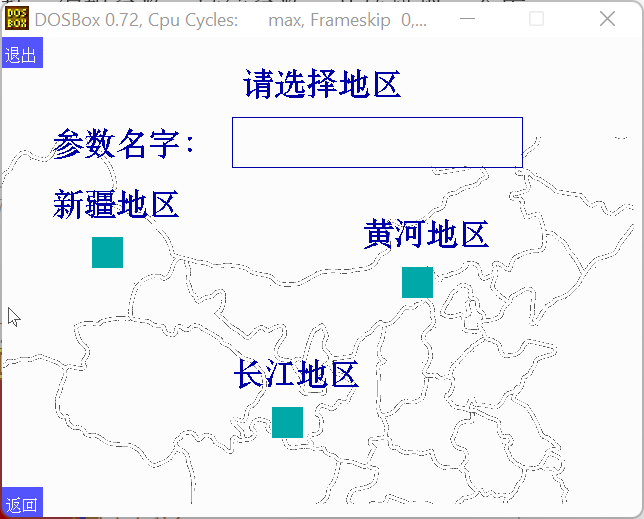 DOSBox 0.72, Cpu Cycles: max, Frameskip 0,...
退出
请选择地区
参数名字：
新疆地区
黄河地区
长江地区
返回